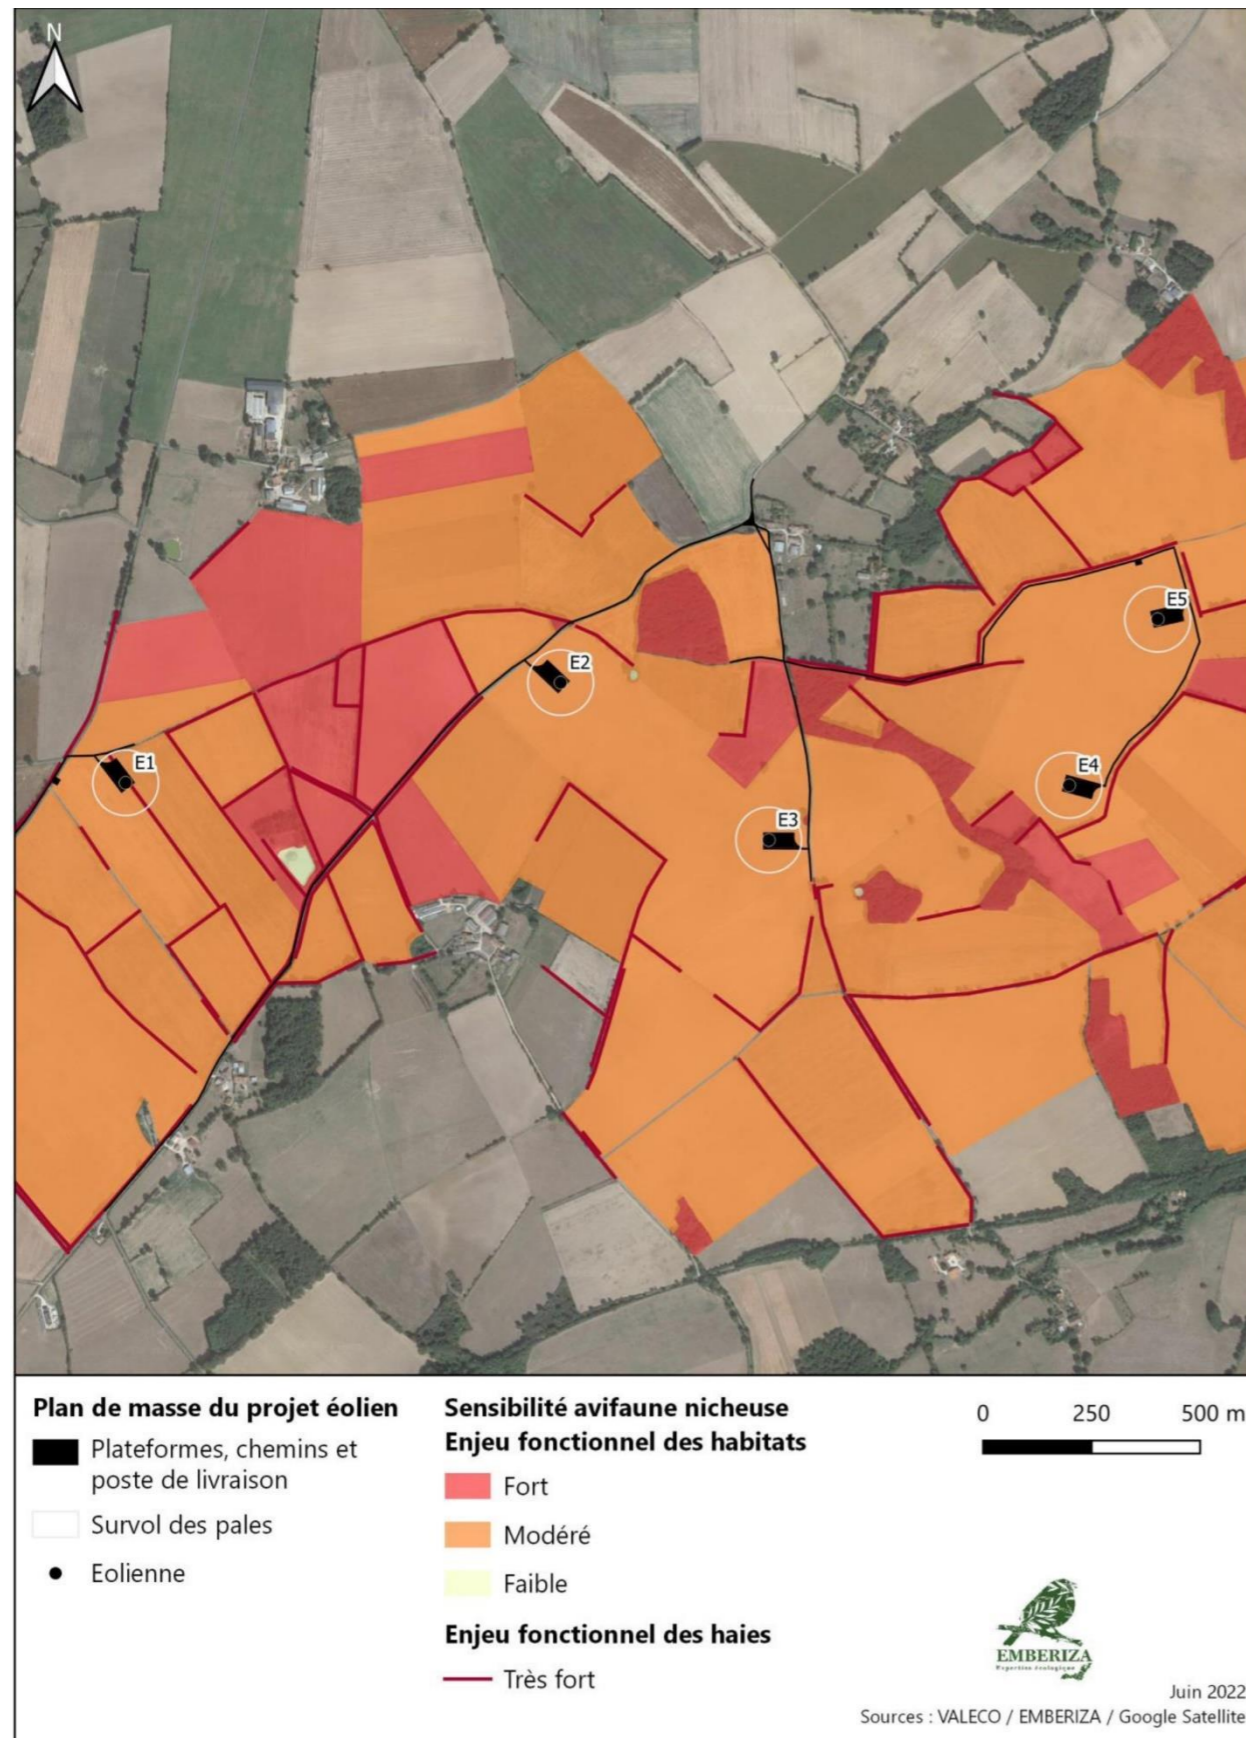 N
E1
E2
E3
E4
E5
Plan de masse du projet éolien
Plateformes, chemins et
poste de livraison
Survol des pales
Eolienne
Sensibilité avifaune nicheuse
Enjeu fonctionnel des habitats
Fort
Modéré
Faible
Enjeu fonctionnel des haies
Très fort
0 250 500 m
EMBERIZA
Expertise écologique
Juin 2022
Sources : VALECO / EMBERIZA / Google Satellite